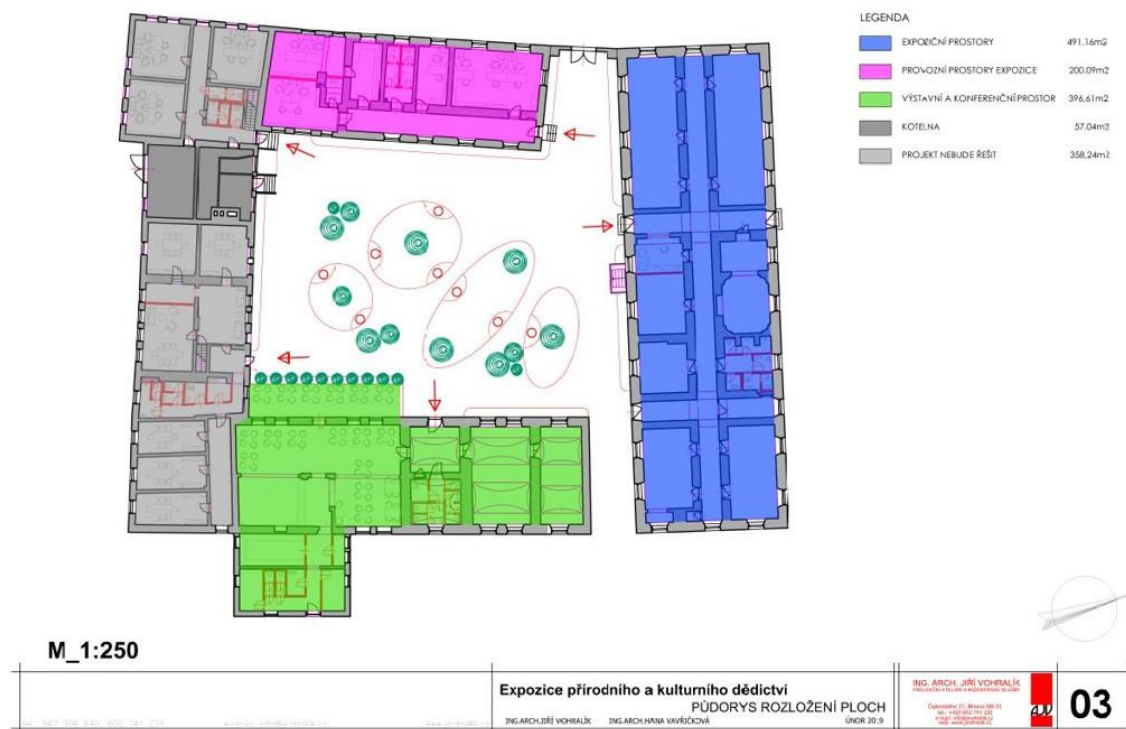 LEGENDA
EXPOZIČNÍ PROSTORY 491.16m2
PROVOZNÍ PROSTORY EXPOZICE 200.09m2
VÝSTAVNÍ A KONFERENČNÍ PROSTOR 396,61m2
KOTELNA 57.04m2
PROJEKT NEBUDE ŘEŠIT 358,24m2
M_1:250
Expozice přírodního a kulturního dědictví
PŮDORYS ROZLOŽENÍ PLOCH
ING.ARCH.JIŘÍ VOHRALÍK ING.ARCH.HANA VAVŘIČKOVÁ ÚNOR
ING. ARCH. JIŘÍ VOHRALÍK
03